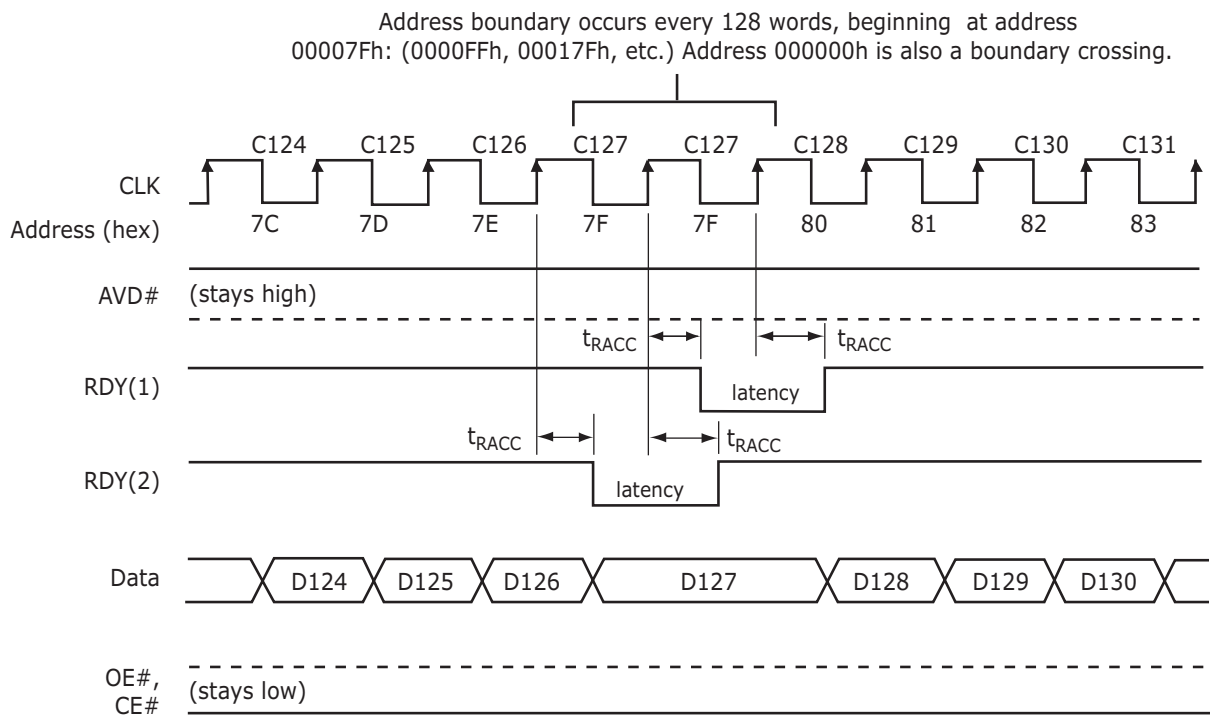 Address boundary occurs every 128 words, beginning at address
00007Fh: (0000FFh, 00017Fh, etc.) Address 000000h is also a boundary crossing.
C124 C125 C126 C127 C127 C128 C129 C130 C131
CLK
7C 7D 7E 7F 7F 80 81 82 83
Address (hex)
AVD# (stays high)
tRACC tRACC
RDY(1) latency
tRACC tRACC
RDY(2) latency
Data D124 D125 D126 D127 D128 D129 D130
OE#,
CE# (stays low)